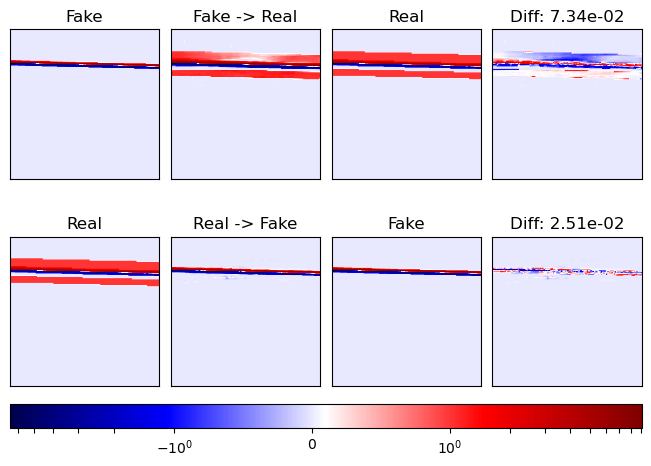 Fake
Fake -> Real
Real
Diff: 7.34e-02
Real
Real -> Fake
Fake
Diff: 2.51e-02
−10⁰
0
10⁰